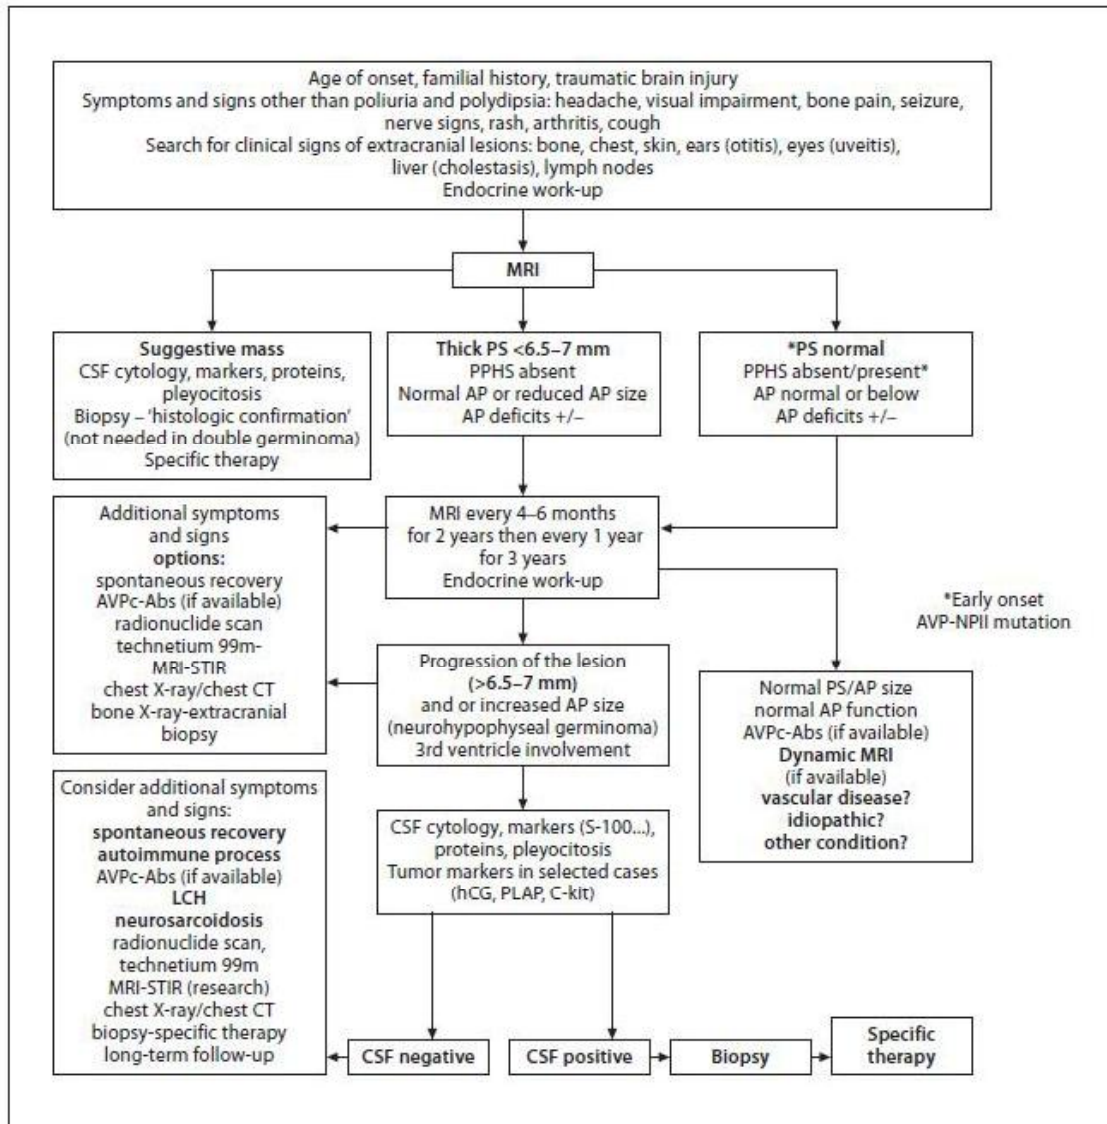 Age of onset, familial history, traumatic brain injury
Symptoms and signs other than poliuria and polydipsia: headache, visual impairment, bone pain, seizure,
nerve signs, rash, arthritis, cough
Search for clinical signs of extracranial lesions: bone, chest, skin, ears (otitis), eyes (uveitis),
liver (cholestasis), lymph nodes
Endocrine work-up
MRI
Suggestive mass
CSF cytology, markers, proteins,
pleyocitosis
Biopsy – 'histologic confirmation'
(not needed in double germinoma)
Specific therapy
Thick PS <6.5–7 mm
PPHS absent
Normal AP or reduced AP size
AP deficits +/–
*PS normal
PPHS absent/present*
AP normal or below
AP deficits +/–
Additional symptoms
and signs
options:
spontaneous recovery
AVPc-Abs (if available)
radionuclide scan
technetium 99m-
MRI-STIR
chest X-ray/chest CT
bone X-ray-extracranial
biopsy
MRI every 4–6 months
for 2 years then every 1 year
for 3 years
Endocrine work-up
*Early onset
AVP-NPII mutation
Progression of the lesion
(>6.5–7 mm)
and or increased AP size
(neurohypophyseal germinoma)
3rd ventricle involvement
Normal PS/AP size
normal AP function
AVPc-Abs (if available)
Dynamic MRI
(if available)
vascular disease?
idiopathic?
other condition?
Consider additional symptoms
and signs:
spontaneous recovery
autoimmune process
AVPc-Abs (if available)
LCH
neurosarcoidosis
radionuclide scan,
technetium 99m
MRI-STIR (research)
chest X-ray/chest CT
biopsy-specific therapy
long-term follow-up
CSF cytology, markers (S-100...),
proteins, pleyocitosis
Tumor markers in selected cases
(hCG, PLAP, C-kit)
CSF negative
CSF positive
Biopsy
Specific
therapy